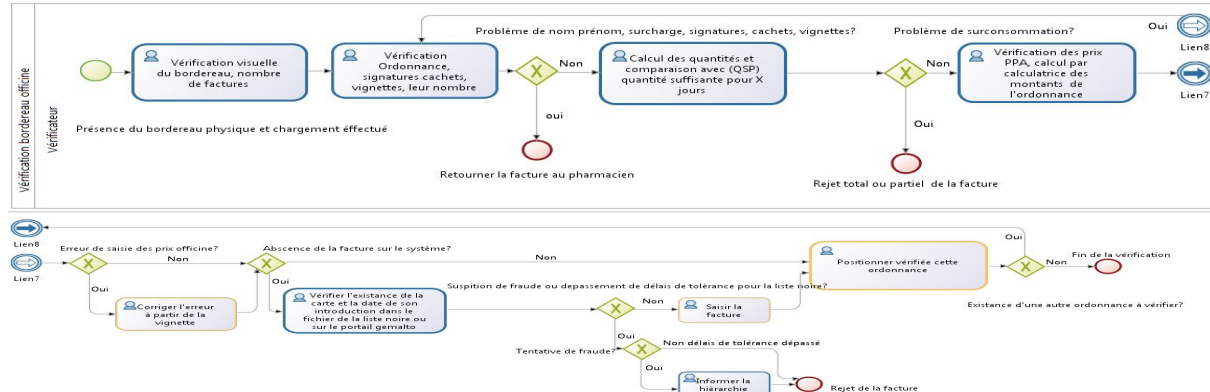 Vérification bordereau officine
Vérificateur
Problème de nom prénom, surcharge, signatures, cachets, vignettes?
Problème de surconsommation?
Oui
Lien8
Vérification visuelle
du bordereau, nombre
de factures
Vérification
Ordonnance,
signatures cachets,
vignettes, leur nombre
Non
Calcul des quantités et
comparaison avec (QSP)
quantité suffisante pour X
jours
Non
Vérification des prix
PPA, calcul par
calculatrice des
montants de
l'ordonnance
Lien7
Présence du bordereau physique et chargement éffectué
oui
Oui
Retourner la facture au pharmacien
Rejet total ou partiel de la facture
Lien8
Erreur de saisie des prix officine?
Abscence de la facture sur le système?
Oui
Lien7
Non
Non
Positionner vérifiée cette
ordonnance
Non
Fin de la vérification
Oui
Oui
Suspition de fraude ou depassement de délais de tolérance pour la liste noire?
Corriger l'erreur
à partir de la
vignette
Vérifier l'existence de la
carte et la date de son
introduction dans le
fichier de la liste noire ou
sur le portail gemalto
Non
Saisir la
facture
Existence d'une autre ordonnance à vérifier?
Oui
Tentative de fraude?
Non délais de tolérance dépassé
Oui
Informer la
hièrarchie
Rejet de la facture